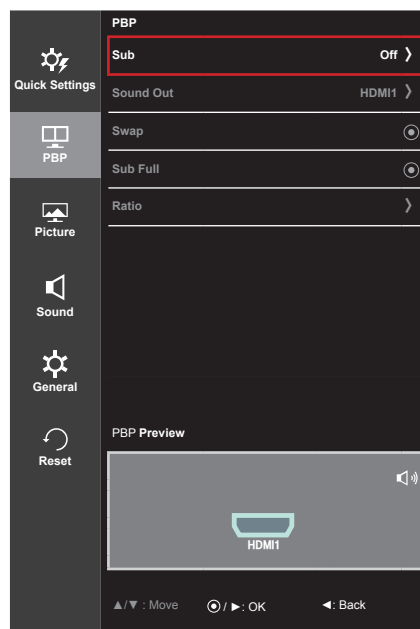 PBP
Sub Off ❯
Quick Settings
Sound Out HDMI1 ❯
Swap
PBP
Sub Full
Ratio ❯
Picture
Sound
General
PBP Preview
Reset
HDMI1
▲/▼ : Move ◉ / ►: OK ◄: Back